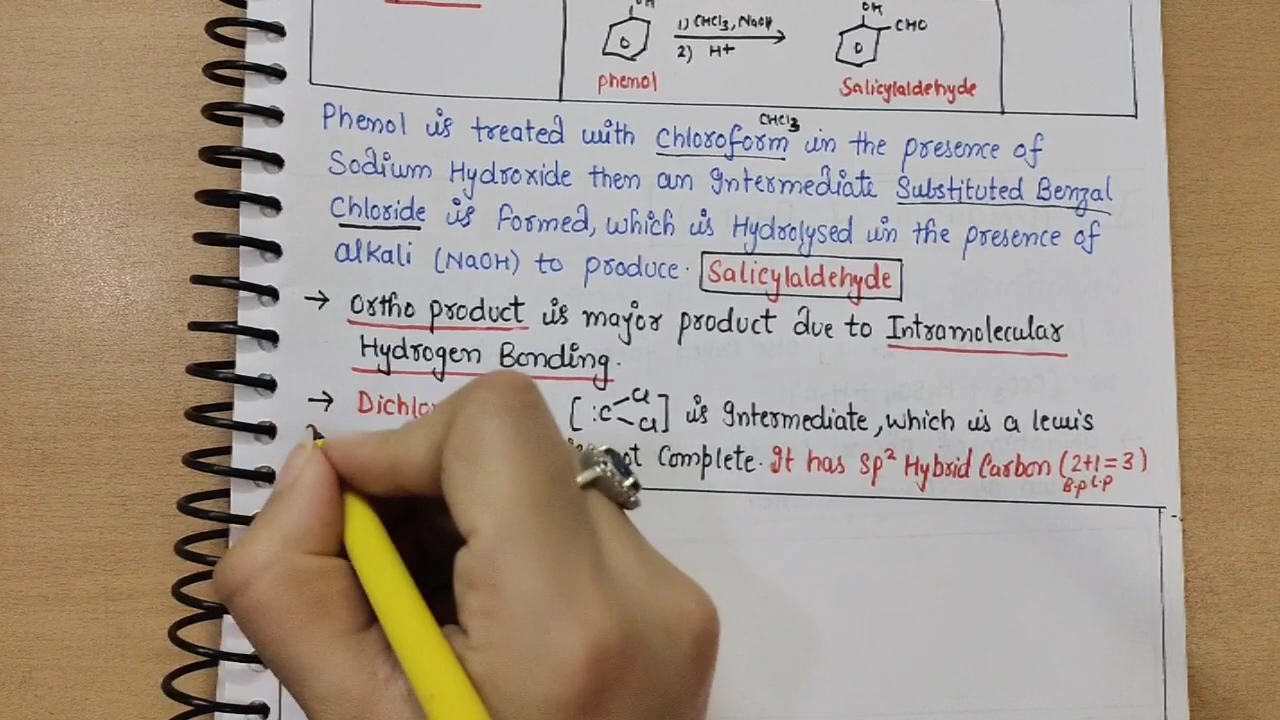 1) CHCl3, NaOH
2) H+
OH
CHO
phenol
Salicylaldehyde
CHCl3
Phenol is treated with Chloroform in the presence of
Sodium Hydroxide then an Intermediate Substituted Benzal
Chloride is formed, which is Hydrolysed in the presence of
alkali (NaOH) to produce. Salicylaldehyde
→ Ortho product is major product due to Intramolecular
Hydrogen Bonding.
→ [:C Cl Cl] is Intermediate, which is a lewis
not Complete. It has Sp² Hybrid Carbon (2+1=3)
B.p L.p